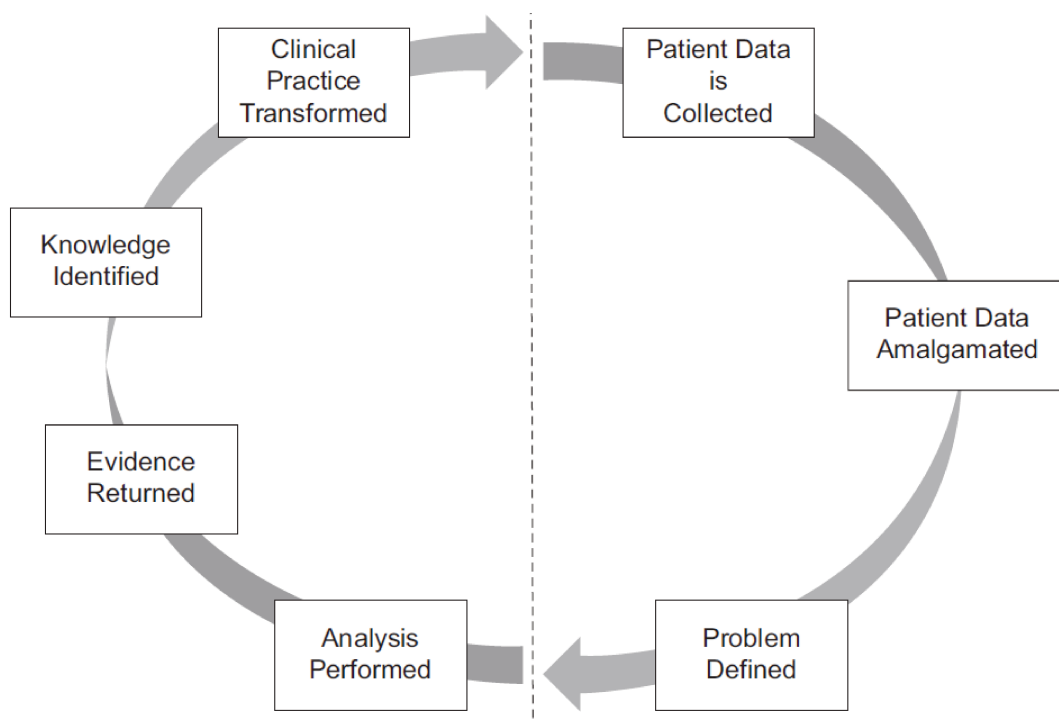 Clinical
Practice
Transformed
Patient Data
is
Collected
Knowledge
Identified
Patient Data
Amalgamated
Evidence
Returned
Analysis
Performed
Problem
Defined